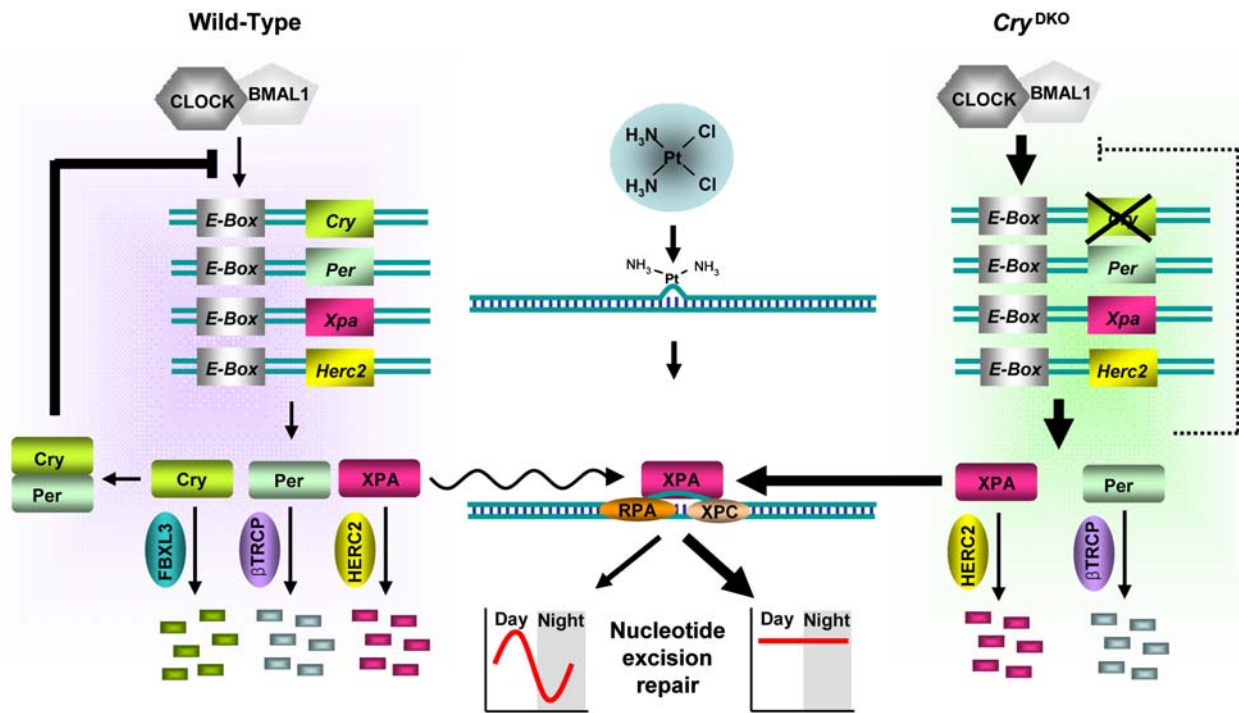 Wild-Type
CLOCK
BMAL1
E-Box
Cry
E-Box
Per
E-Box
Xpa
E-Box
Herc2
Cry
Per
Cry
Per
XPA
FBXL3
βTRCP
HERC2
H₃N
Cl
Pt
H₃N
Cl
NH₃
Pt
NH₃
XPA
RPA
XPC
Day
Night
Nucleotide
excision
repair
Day
Night
Cry^DKO
CLOCK
BMAL1
E-Box
Cry
E-Box
Per
E-Box
Xpa
E-Box
Herc2
XPA
Per
HERC2
βTRCP